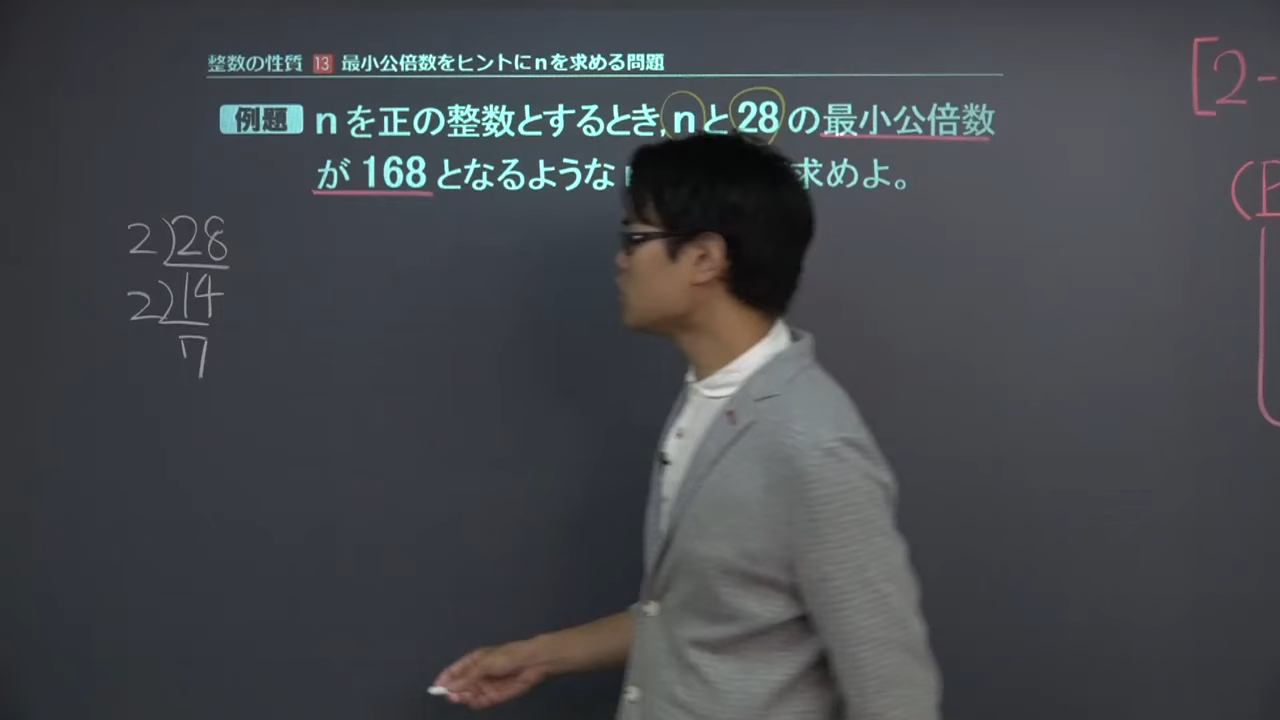 整数の性質 13 最小公倍数をヒントにnを求める問題
例題 nを正の整数とするとき,nと28の最小公倍数
が168となるような 求めよ。
2)28
2)14
7
[2-
(